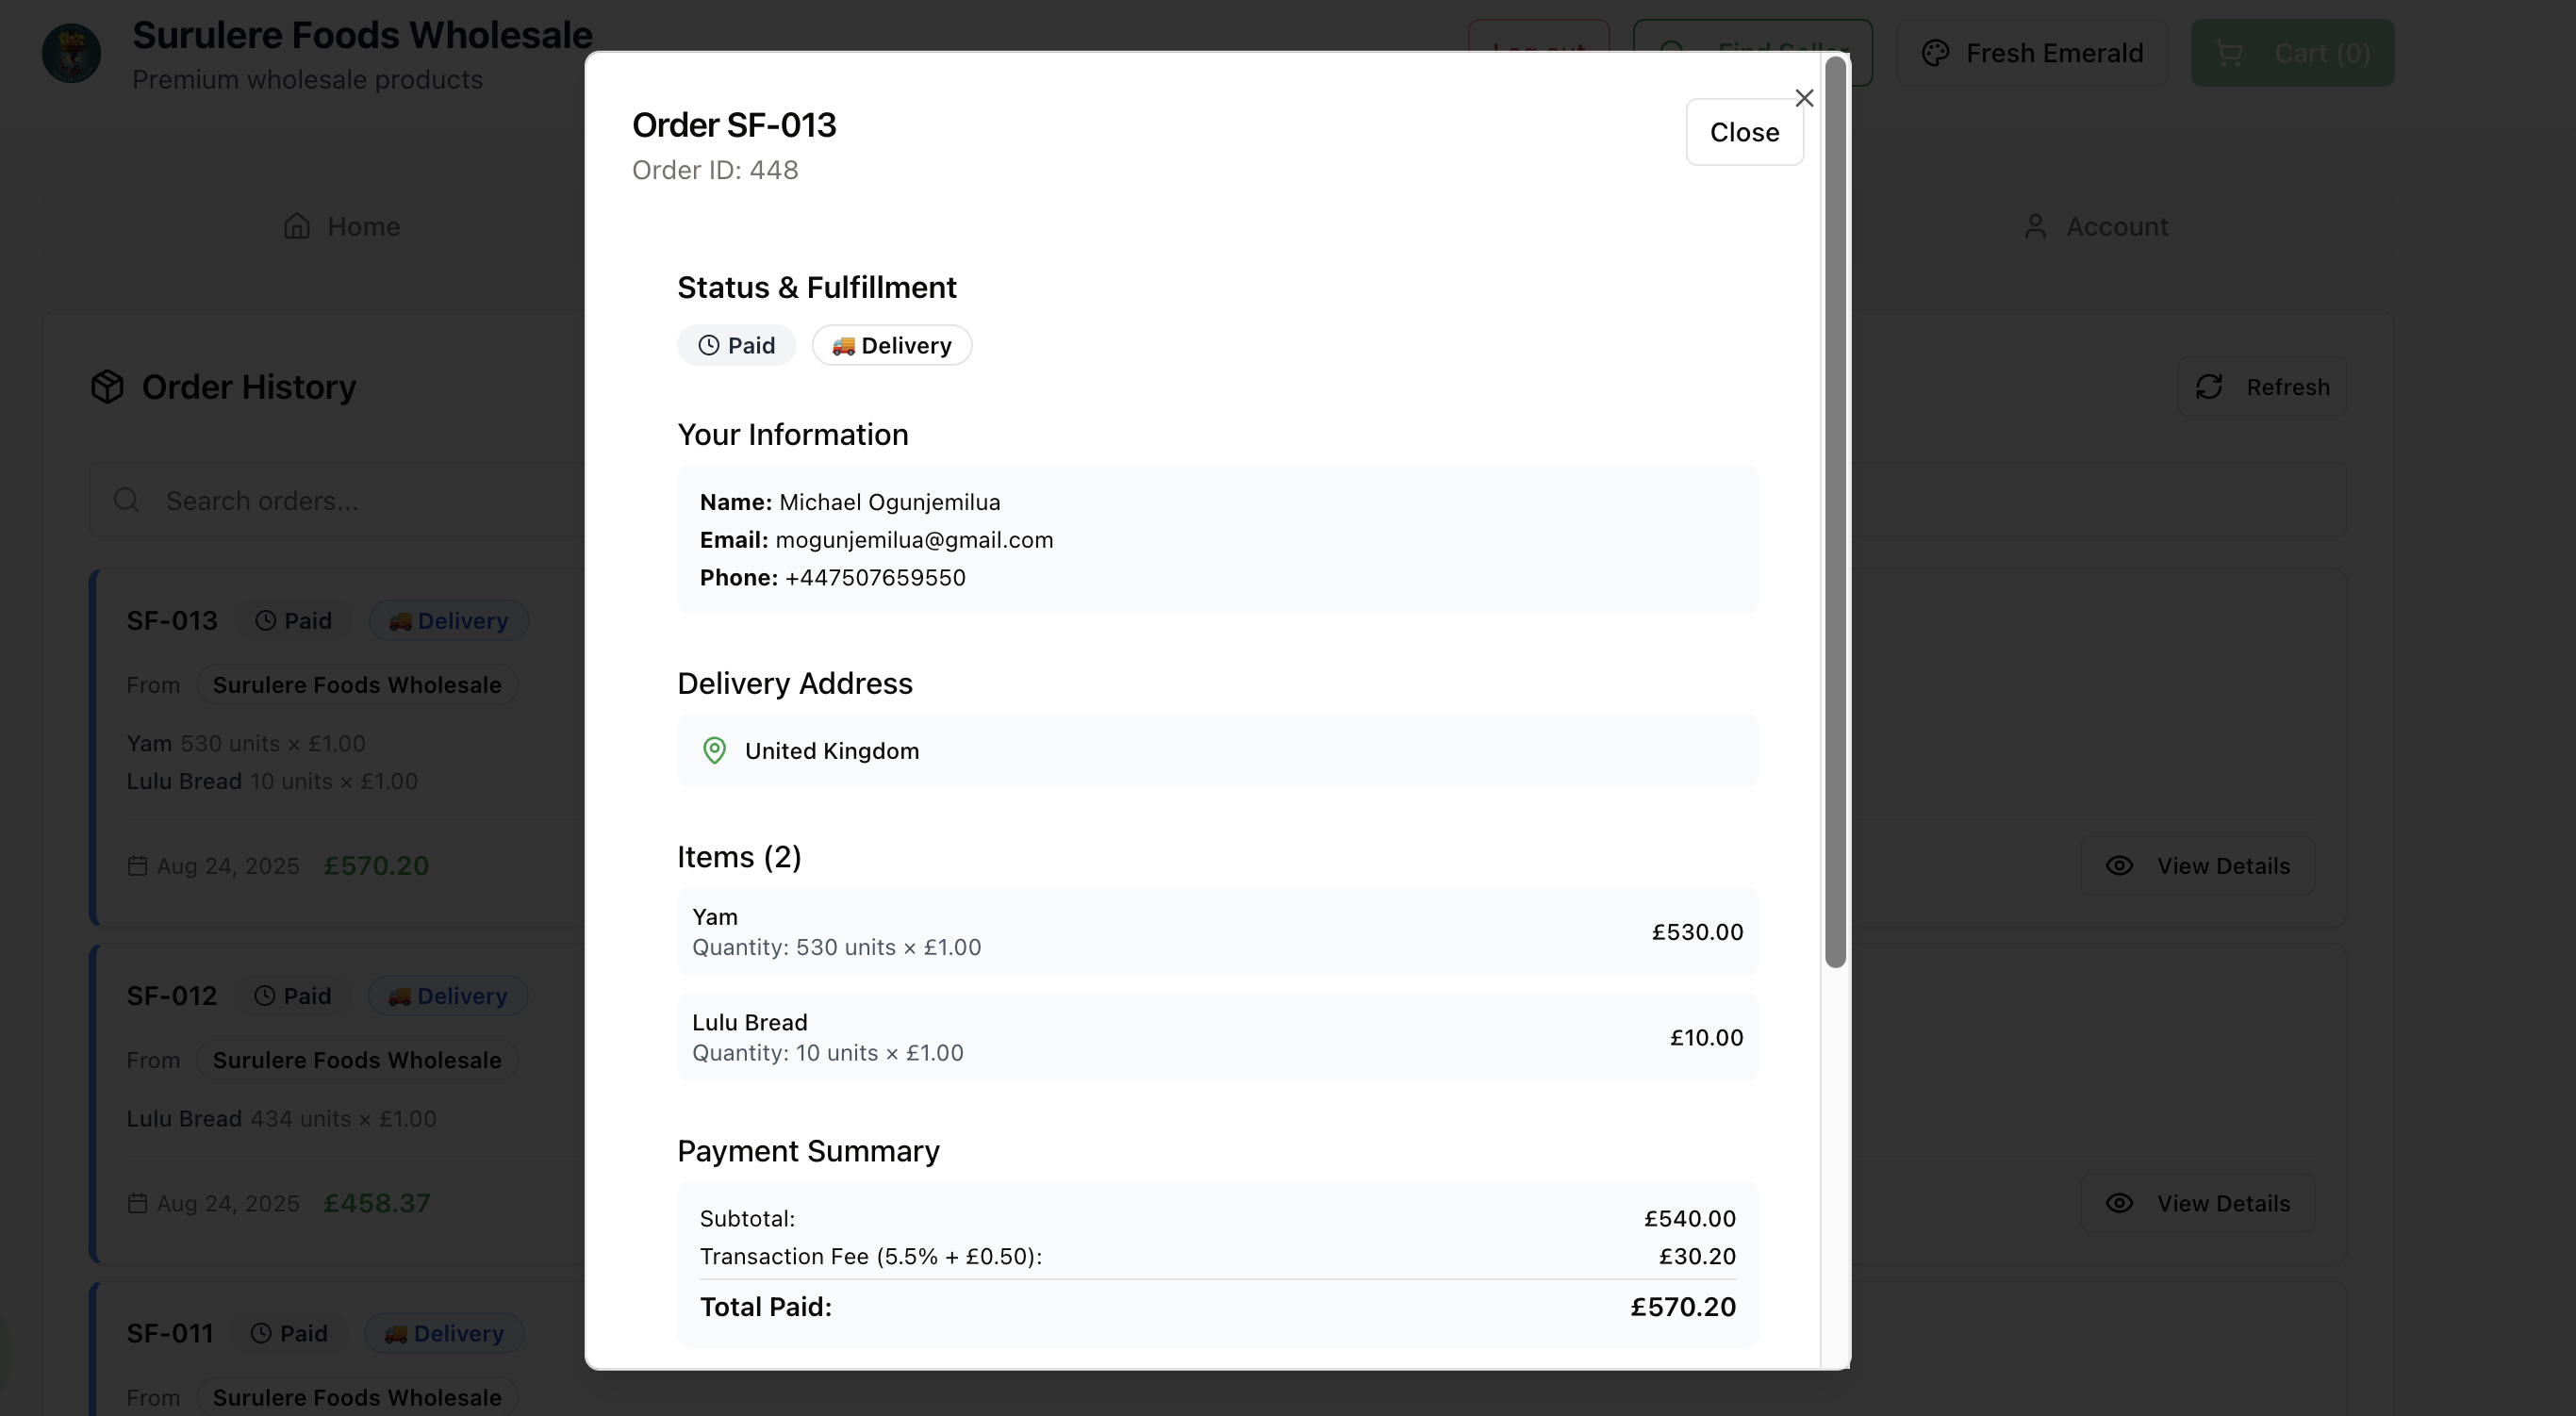 Surulere Foods Wholesale
Premium wholesale products
Log out
Find Seller
Fresh Emerald
Cart (0)
Home
Account
Order History
Refresh
Search orders...
SF-013 Paid 🚚 Delivery
From Surulere Foods Wholesale
Yam 530 units × £1.00
Lulu Bread 10 units × £1.00
Aug 24, 2025 £570.20
View Details
SF-012 Paid 🚚 Delivery
From Surulere Foods Wholesale
Lulu Bread 434 units × £1.00
Aug 24, 2025 £458.37
View Details
SF-011 Paid 🚚 Delivery
From Surulere Foods Wholesale
Order SF-013
Close
Order ID: 448
Status & Fulfillment
Paid 🚚 Delivery
Your Information
Name: Michael Ogunjemilua
Email: mogunjemilua@gmail.com
Phone: +447507659550
Delivery Address
United Kingdom
Items (2)
Yam
Quantity: 530 units × £1.00
£530.00
Lulu Bread
Quantity: 10 units × £1.00
£10.00
Payment Summary
Subtotal: £540.00
Transaction Fee (5.5% + £0.50): £30.20
Total Paid: £570.20